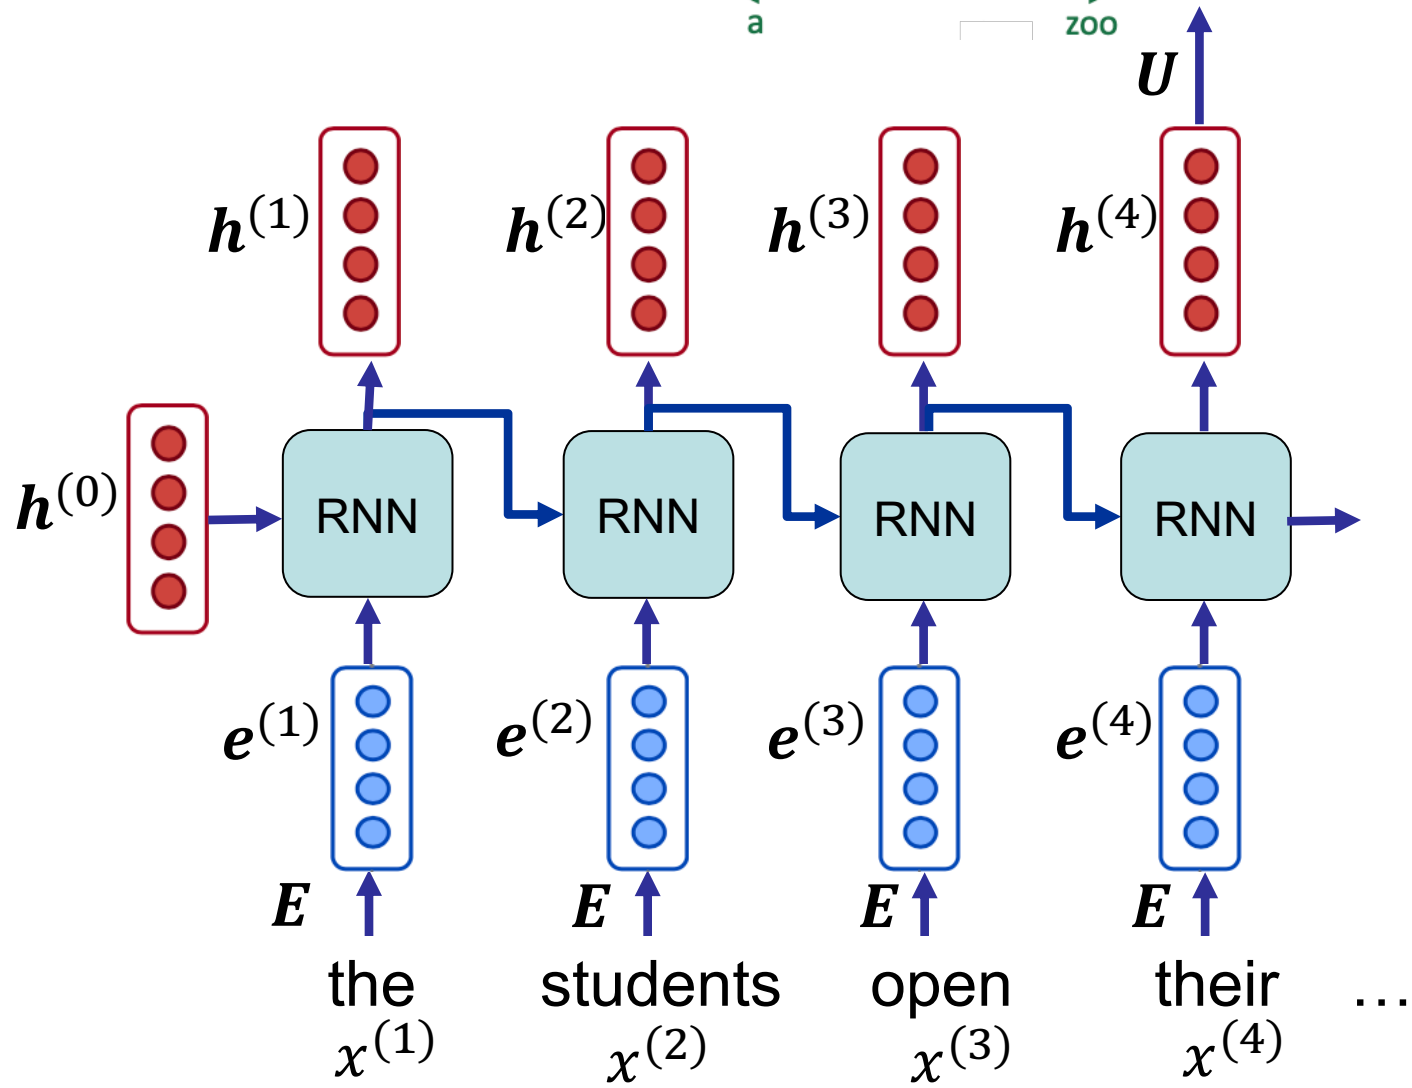 a zoo
U
h(1) h(2) h(3) h(4)
h(0) RNN RNN RNN RNN
e(1) e(2) e(3) e(4)
E E E E
the students open their ...
x(1) x(2) x(3) x(4)